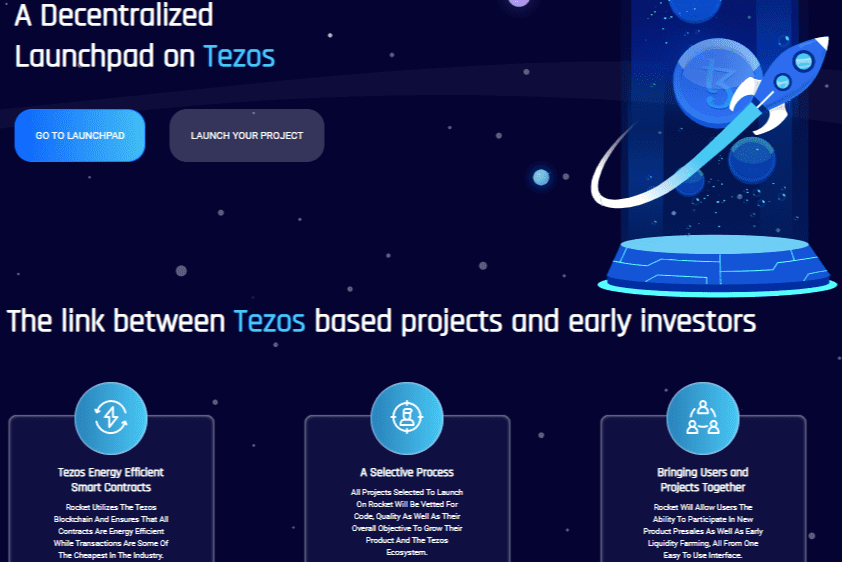 A Decentralized
Launchpad on Tezos
GO TO LAUNCHPAD
LAUNCH YOUR PROJECT
The link between Tezos based projects and early investors
Tezos Energy Efficient
Smart Contracts
Rocket Utilizes The Tezos
Blockchain And Ensures That All
Contracts Are Energy Efficient
While Transactions Are Some Of
The Cheapest In The Industry.
A Selective Process
All Projects Selected To Launch
On Rocket Will Be Vetted For
Code, Quality As Well As Their
Overall Objective To Grow Their
Product And The Tezos
Ecosystem.
Bringing Users and
Projects Together
Rocket Will Allow Users The
Ability To Participate In New
Product Presales As Well As Early
Liquidity Farming, All From One
Easy To Use Interface.